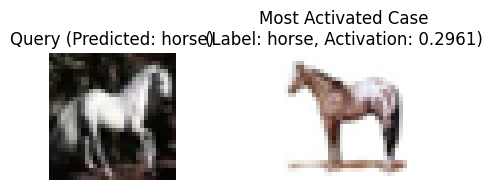 Most Activated Case
Query (Predicted: horse)
(Label: horse, Activation: 0.2961)